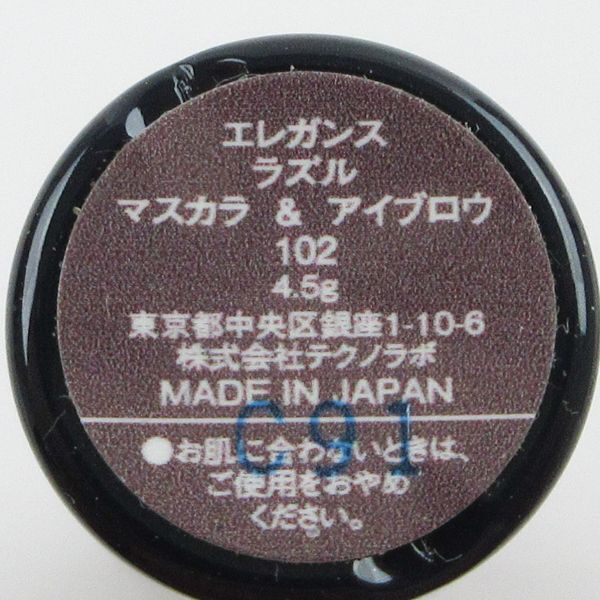 エレガンス
ラズル
マスカラ & アイブロウ
102
4.5g
東京都中央区銀座1-10-6
株式会社テクノラボ
MADE IN JAPAN
C91
●お肌に合わないときは、
ご使用をおやめ
ください。